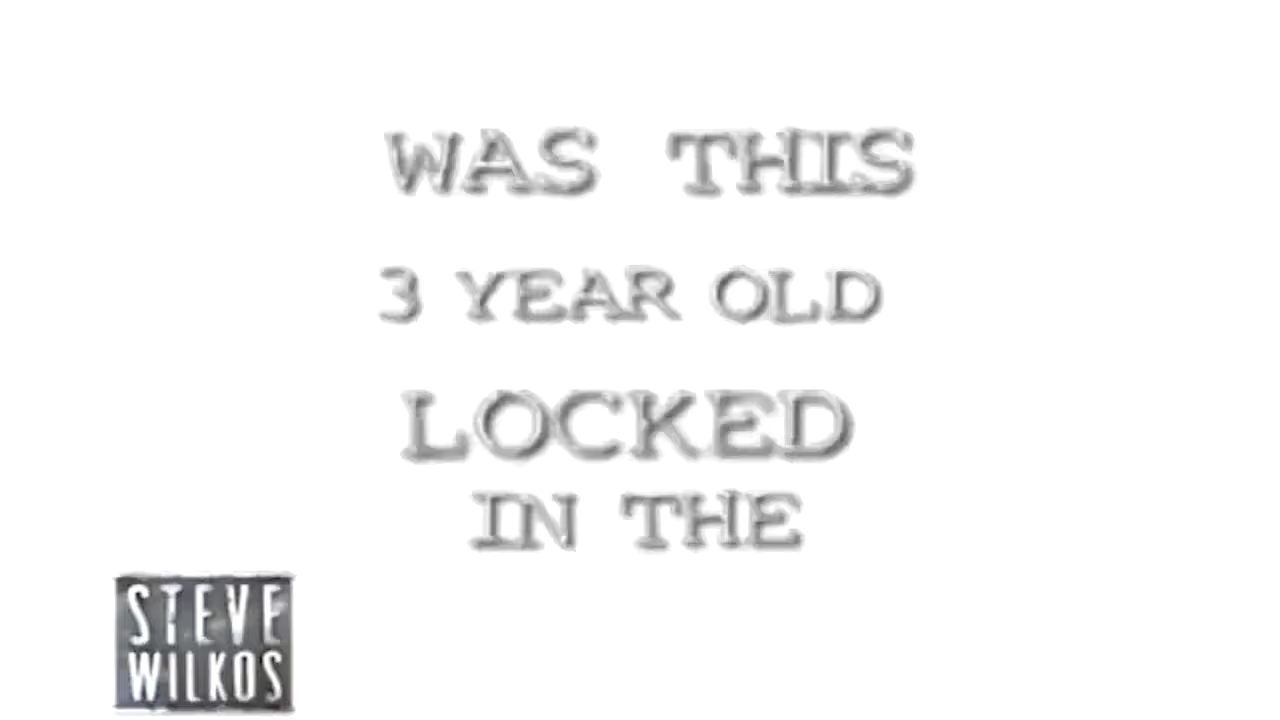 WAS THIS
3 YEAR OLD
LOCKED
IN THE
STEVE
WILKOS